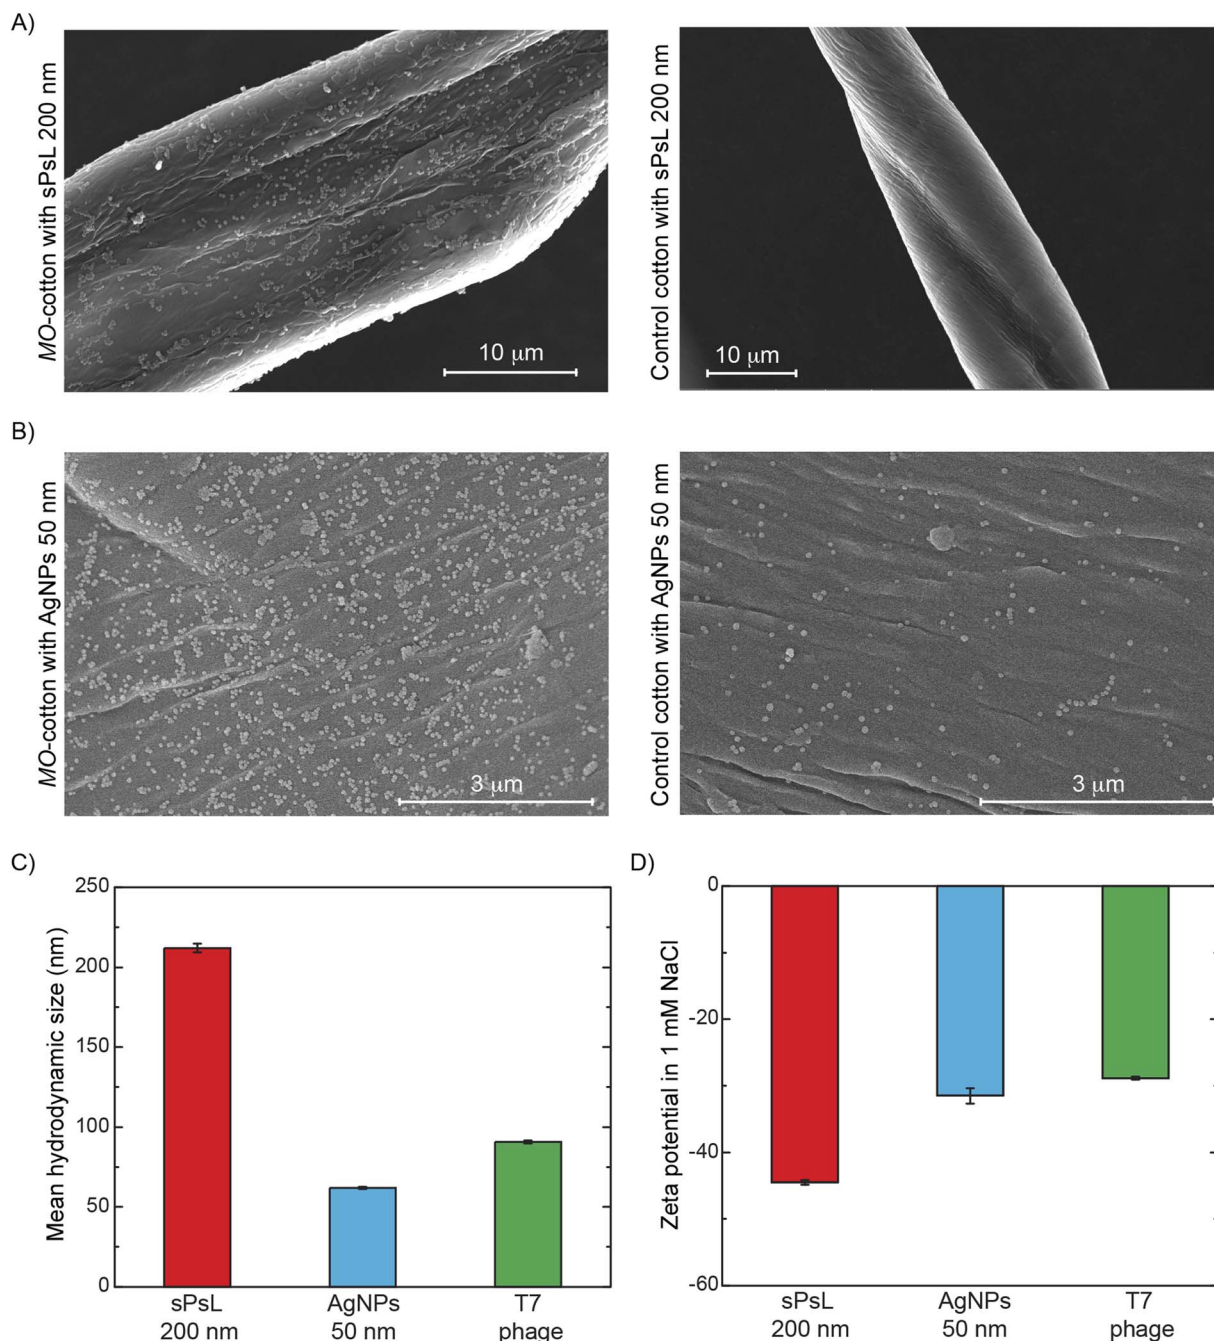 A)
MO-cotton with sPsL 200 nm
10 μm
Control cotton with sPsL 200 nm
10 μm
B)
MO-cotton with AgNPs 50 nm
3 μm
Control cotton with AgNPs 50 nm
3 μm
C)
Mean hydrodynamic size (nm)
250
200
150
100
50
0
sPsL
200 nm
AgNPs
50 nm
T7
phage
D)
Zeta potential in 1 mM NaCl
0
-20
-40
-60
sPsL
200 nm
AgNPs
50 nm
T7
phage